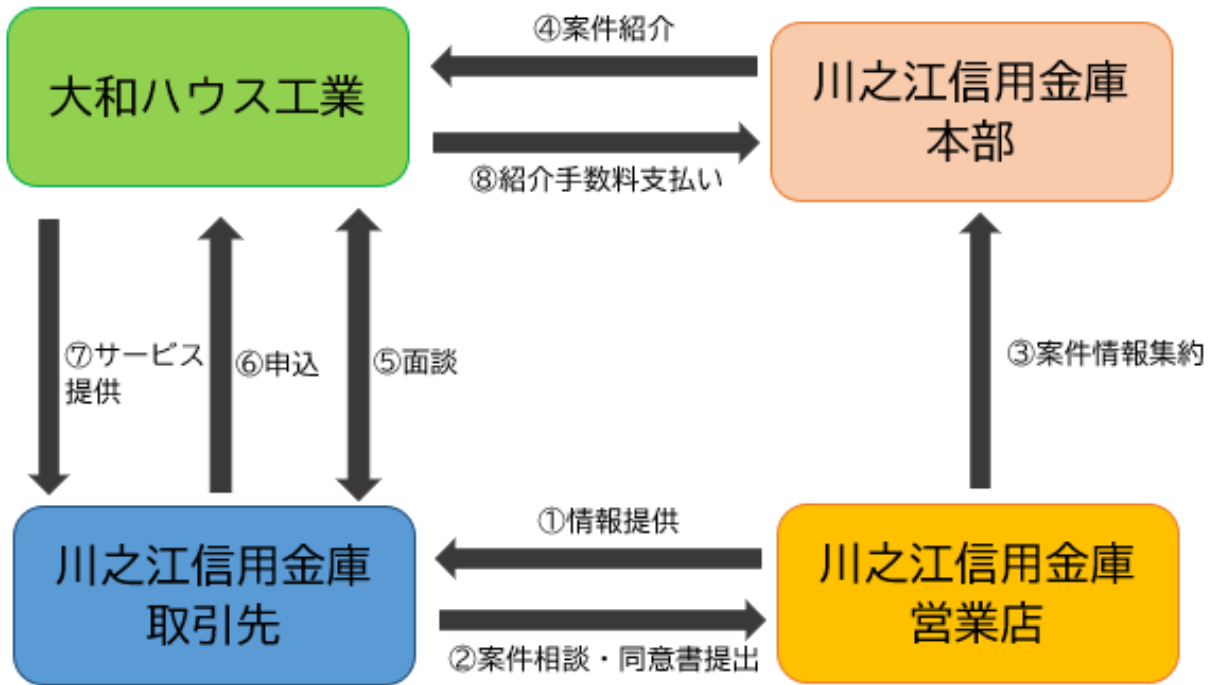 ④案件紹介
大和ハウス工業
川之江信用金庫
本部
⑧紹介手数料支払い
⑦サービス
提供
⑥申込
⑤面談
③案件情報集約
①情報提供
川之江信用金庫
取引先
川之江信用金庫
営業店
②案件相談・同意書提出